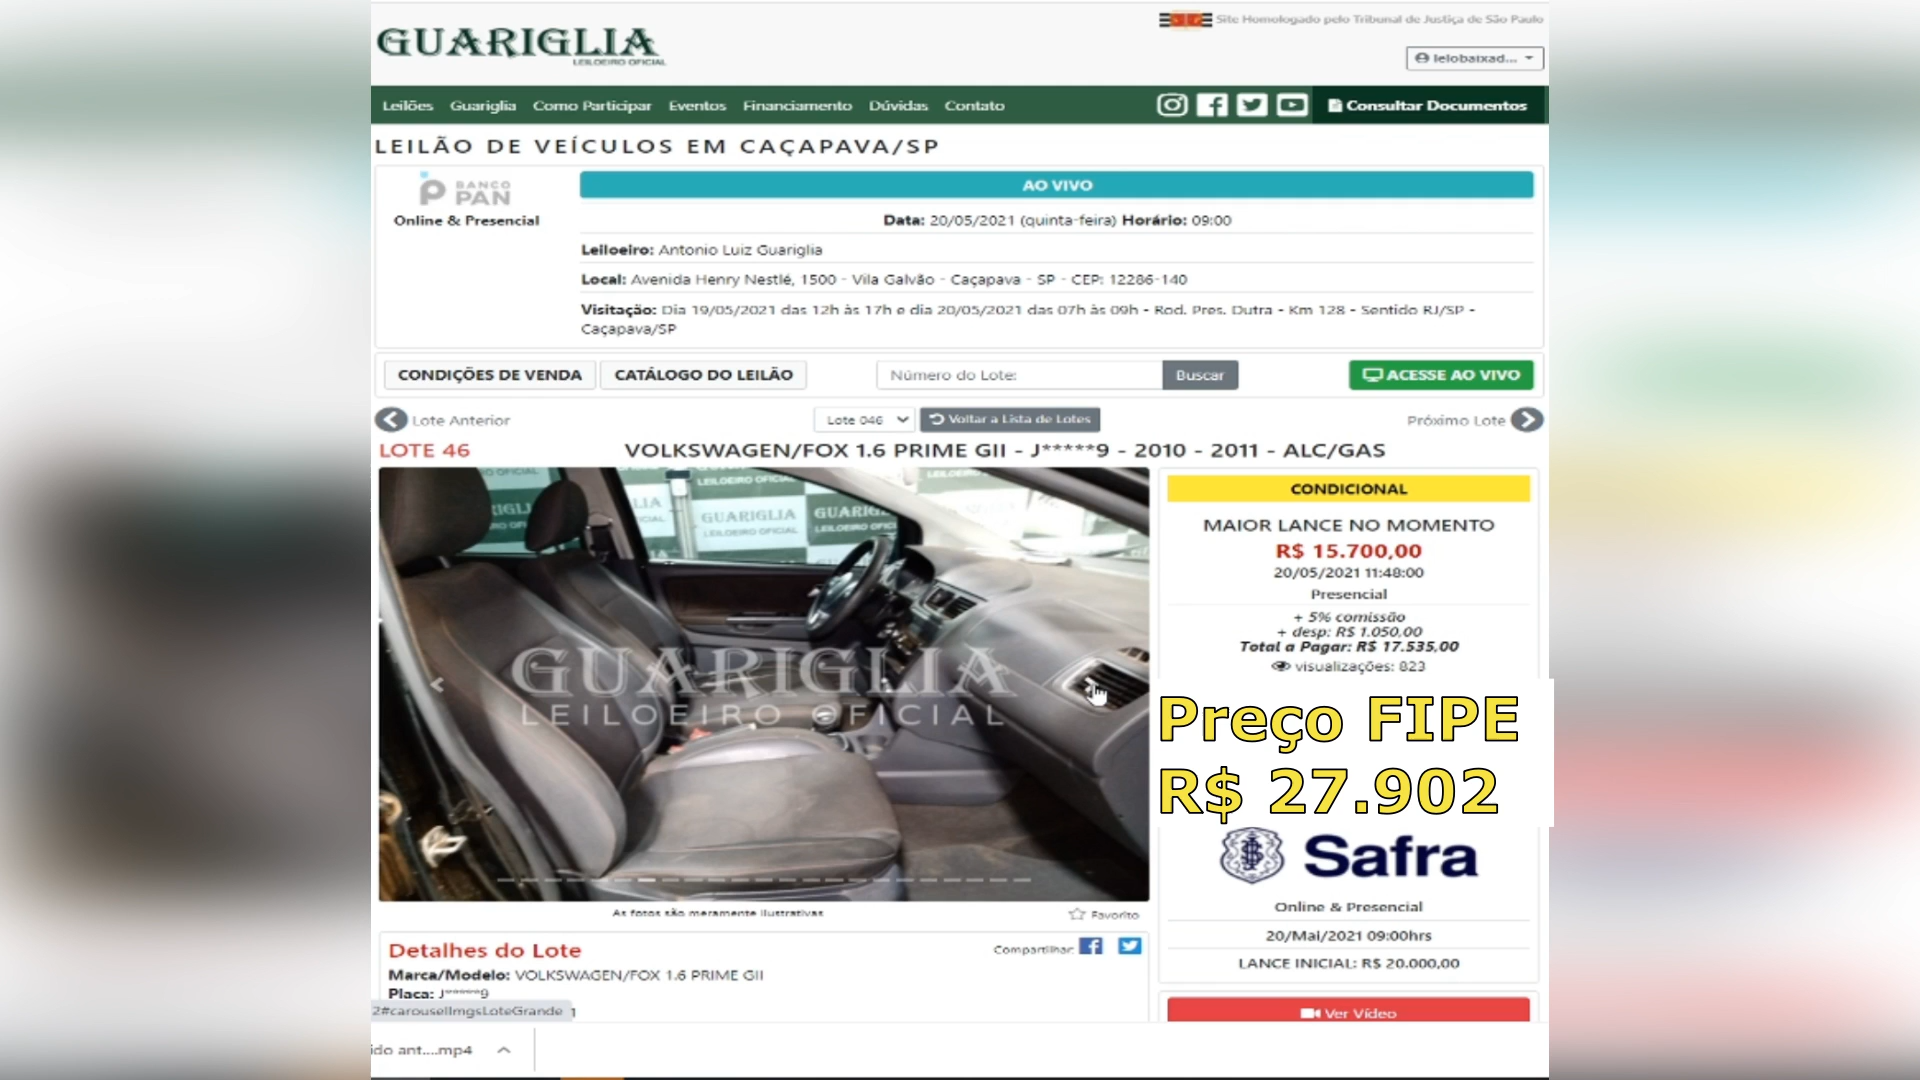 GUARIGLIA
LEILOEIRO OFICIAL
Site Homologado pelo Tribunal de Justiça de São Paulo
lelobaixad...
Leilões Guariglia Como Participar Eventos Financiamento Dúvidas Contato
Consultar Documentos
LEILÃO DE VEÍCULOS EM CAÇAPAVA/SP
BANCO
PAN
Online & Presencial
AO VIVO
Data: 20/05/2021 (quinta-feira) Horário: 09:00
Leiloeiro: Antonio Luiz Guariglia
Local: Avenida Henry Nestlé, 1500 - Vila Galvão - Caçapava - SP - CEP: 12286-140
Visitação: Dia 19/05/2021 das 12h às 17h e dia 20/05/2021 das 07h às 09h - Rod. Pres. Dutra - Km 128 - Sentido RJ/SP -
Caçapava/SP
CONDIÇÕES DE VENDA CATÁLOGO DO LEILÃO Número do Lote: Buscar ACESSE AO VIVO
Lote Anterior Lote 046 Voltar a Lista de Lotes Próximo Lote
LOTE 46 VOLKSWAGEN/FOX 1.6 PRIME GII - J*****9 - 2010 - 2011 - ALC/GAS
LEILOEIRO OFICIAL
GUARIGLIA
LEILOEIRO OFICIAL
GUARIGLIA
LEILOEIRO OFICIAL
CONDICIONAL
MAIOR LANCE NO MOMENTO
R$ 15.700,00
20/05/2021 11:48:00
Presencial
+ 5% comissão
+ desp: R$ 1.050,00
Total a Pagar: R$ 17.535,00
visualizações: 823
Preço FIPE
R$ 27.902
Safra
Online & Presencial
20/Mai/2021 09:00hrs
LANCE INICIAL: R$ 20.000,00
Ver Vídeo
As fotos são meramente ilustrativas
Favorito
Detalhes do Lote
Compartilhar:
Marca/Modelo: VOLKSWAGEN/FOX 1.6 PRIME GII
Placa: J*****9
2#carouselImgsLoteGrande
ido ant....mp4